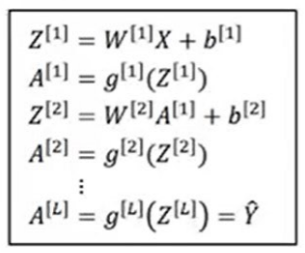 Z^[1] = W^[1]X + b^[1]
A^[1] = g^[1](Z^[1])
Z^[2] = W^[2]A^[1] + b^[2]
A^[2] = g^[2](Z^[2])
⋮
A^[L] = g^[L](Z^[L]) = Ŷ